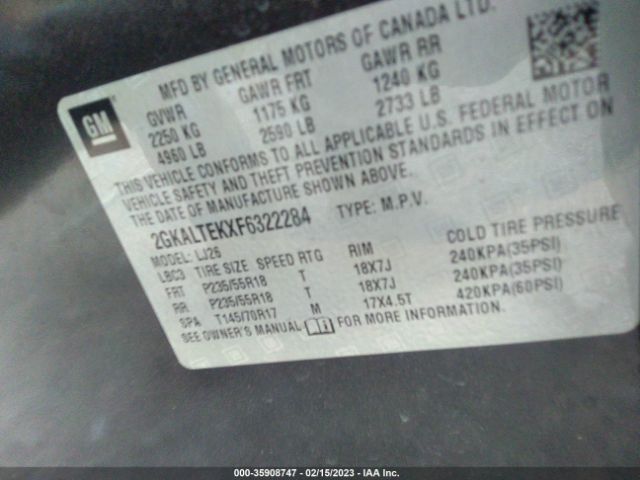 MFD BY GENERAL MOTORS OF CANADA LTD.
GM
GVWR GAWR FRT GAWR RR
2250 KG 1175 KG 1240 KG
4960 LB 2590 LB 2733 LB
THIS VEHICLE CONFORMS TO ALL APPLICABLE U.S. FEDERAL MOTOR
VEHICLE SAFETY AND THEFT PREVENTION STANDARDS IN EFFECT ON
THE DATE OF MANUFACTURE SHOWN ABOVE.
2GKALTEKXF6322284 TYPE: M.P.V.
MODEL: LJ26
LBC3 TIRE SIZE SPEED RTG RIM COLD TIRE PRESSURE
FRT P235/55R18 T 18X7J 240KPA(35PSI)
RR P235/55R18 T 18X7J 240KPA(35PSI)
SPA T145/70R17 M 17X4.5T 420KPA(60PSI)
SEE OWNER'S MANUAL FOR MORE INFORMATION.
000-35908747 - 02/15/2023 - IAA Inc.